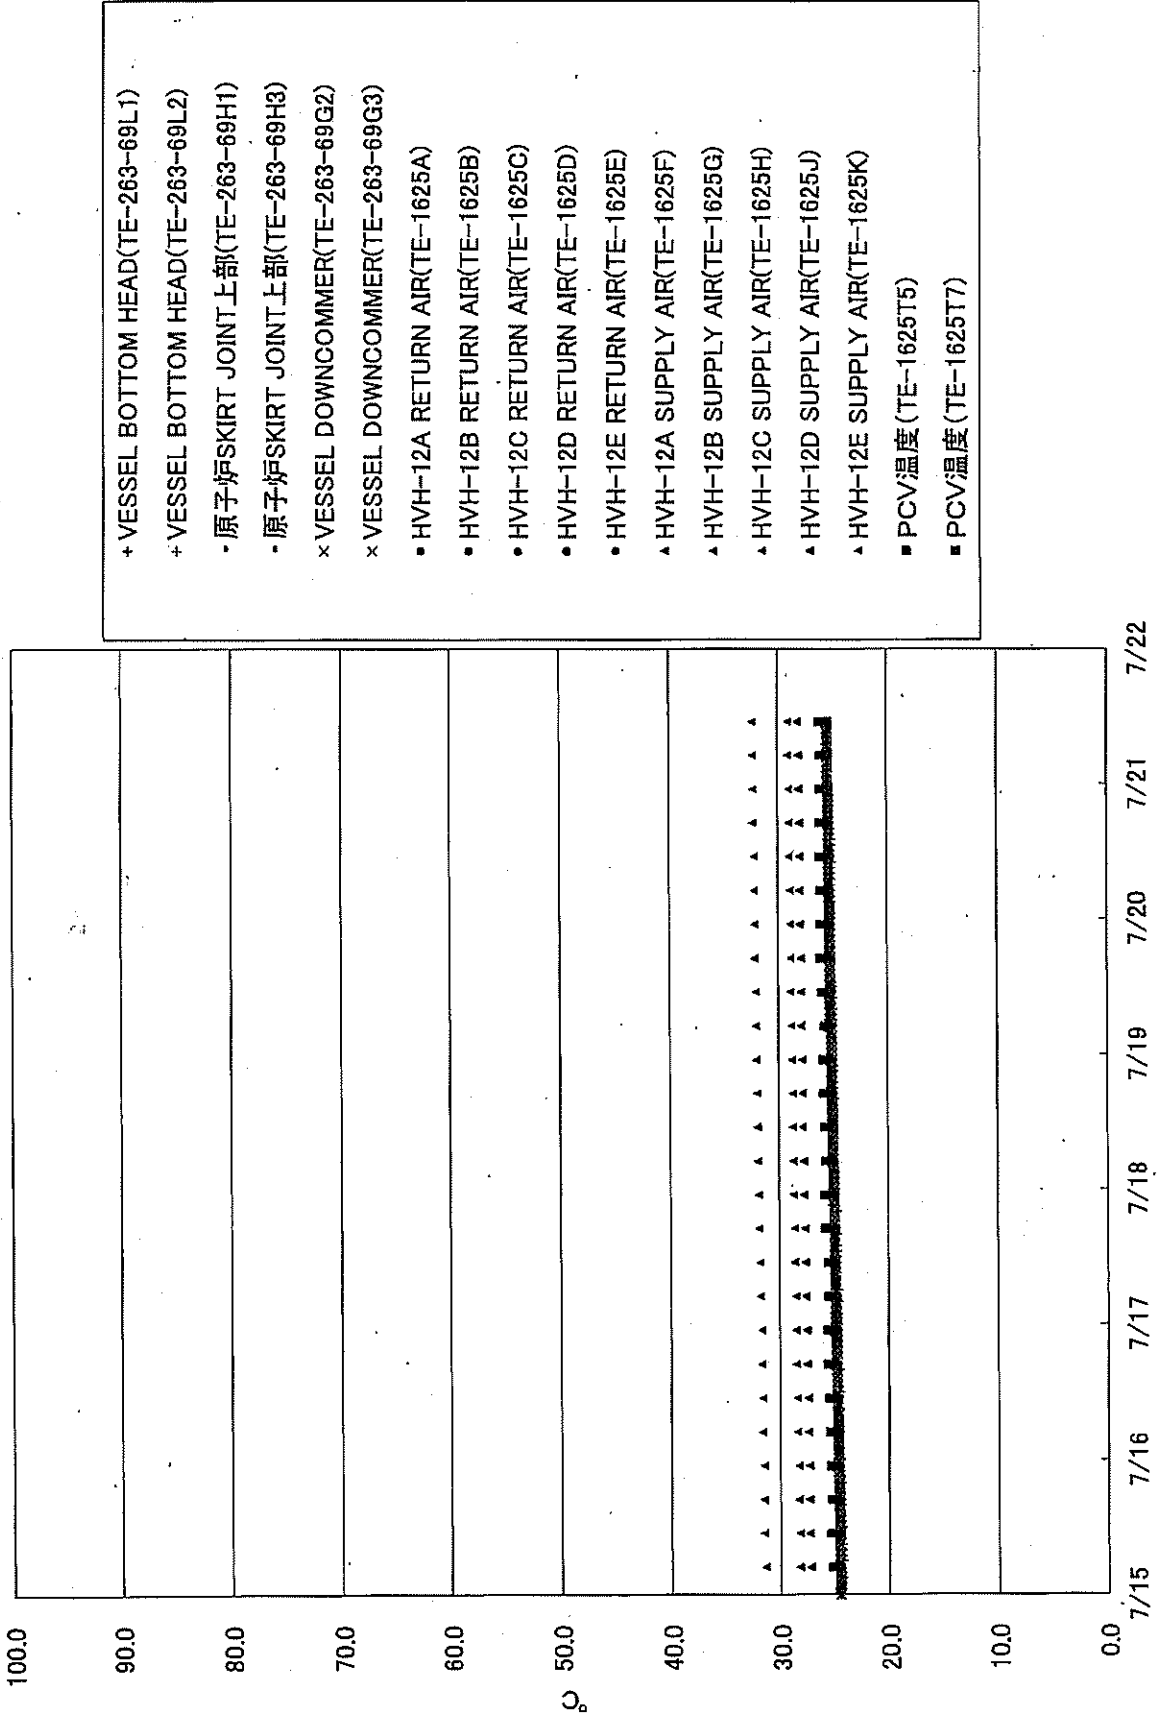 100.0
90.0
80.0
70.0
60.0
50.0
40.0
30.0
20.0
10.0
0.0
℃
7/15
7/16
7/17
7/18
7/19
7/20
7/21
7/22
+ VESSEL BOTTOM HEAD(TE-263-69L1)
+ VESSEL BOTTOM HEAD(TE-263-69L2)
- 原子炉SKIRT JOINT上部(TE-263-69H1)
- 原子炉SKIRT JOINT上部(TE-263-69H3)
× VESSEL DOWNCOMMER(TE-263-69G2)
× VESSEL DOWNCOMMER(TE-263-69G3)
● HVH-12A RETURN AIR(TE-1625A)
● HVH-12B RETURN AIR(TE-1625B)
● HVH-12C RETURN AIR(TE-1625C)
● HVH-12D RETURN AIR(TE-1625D)
● HVH-12E RETURN AIR(TE-1625E)
▲ HVH-12A SUPPLY AIR(TE-1625F)
▲ HVH-12B SUPPLY AIR(TE-1625G)
▲ HVH-12C SUPPLY AIR(TE-1625H)
▲ HVH-12D SUPPLY AIR(TE-1625J)
▲ HVH-12E SUPPLY AIR(TE-1625K)
■ PCV温度(TE-1625T5)
■ PCV温度(TE-1625T7)